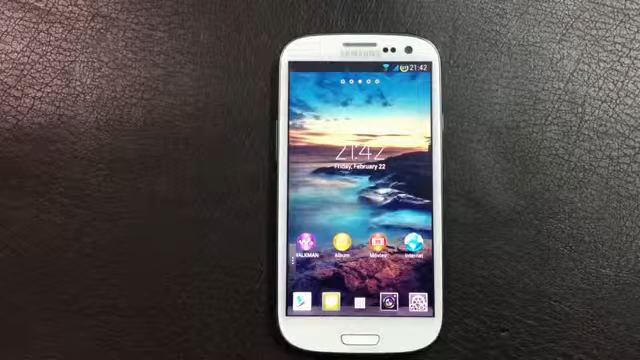 SAMSUNG
21:42
21:42
Friday, February 22
WALKMAN Album Movies Internet